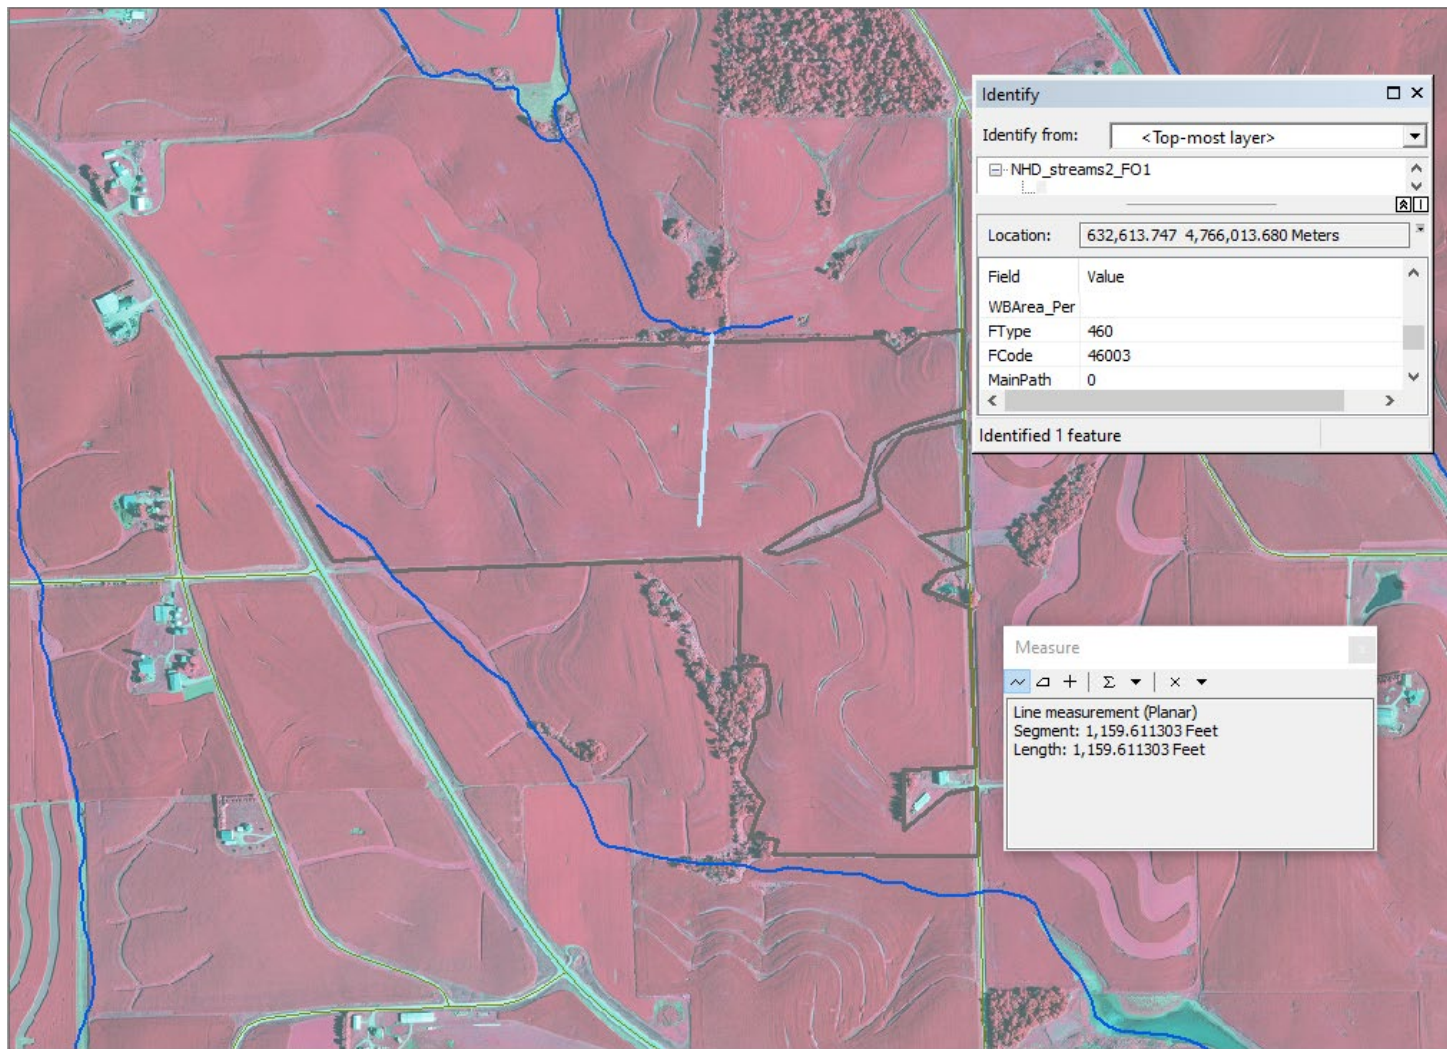 Identify
Identify from: <Top-most layer>
NHD_streams2_FO1
Location: 632,613.747 4,766,013.680 Meters
Field Value
WBArea_Per
FType 460
FCode 46003
MainPath 0
Identified 1 feature
Measure
Line measurement (Planar)
Segment: 1,159.611303 Feet
Length: 1,159.611303 Feet